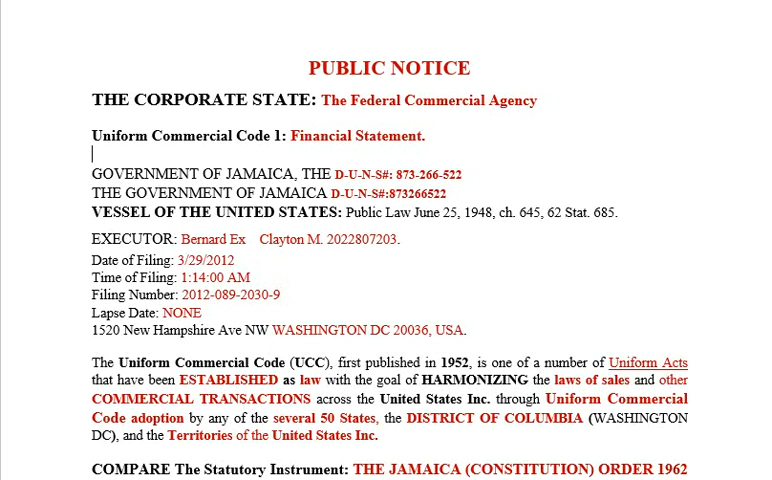 PUBLIC NOTICE
THE CORPORATE STATE: The Federal Commercial Agency
Uniform Commercial Code 1: Financial Statement.
GOVERNMENT OF JAMAICA, THE D-U-N-S#: 873-266-522
THE GOVERNMENT OF JAMAICA D-U-N-S#:873266522
VESSEL OF THE UNITED STATES: Public Law June 25, 1948, ch. 645, 62 Stat. 685.
EXECUTOR: Bernard Ex Clayton M. 2022807203.
Date of Filing: 3/29/2012
Time of Filing: 1:14:00 AM
Filing Number: 2012-089-2030-9
Lapse Date: NONE
1520 New Hampshire Ave NW WASHINGTON DC 20036, USA.
The Uniform Commercial Code (UCC), first published in 1952, is one of a number of Uniform Acts
that have been ESTABLISHED as law with the goal of HARMONIZING the laws of sales and other
COMMERCIAL TRANSACTIONS across the United States Inc. through Uniform Commercial
Code adoption by any of the several 50 States, the DISTRICT OF COLUMBIA (WASHINGTON
DC), and the Territories of the United States Inc.
COMPARE The Statutory Instrument: THE JAMAICA (CONSTITUTION) ORDER 1962